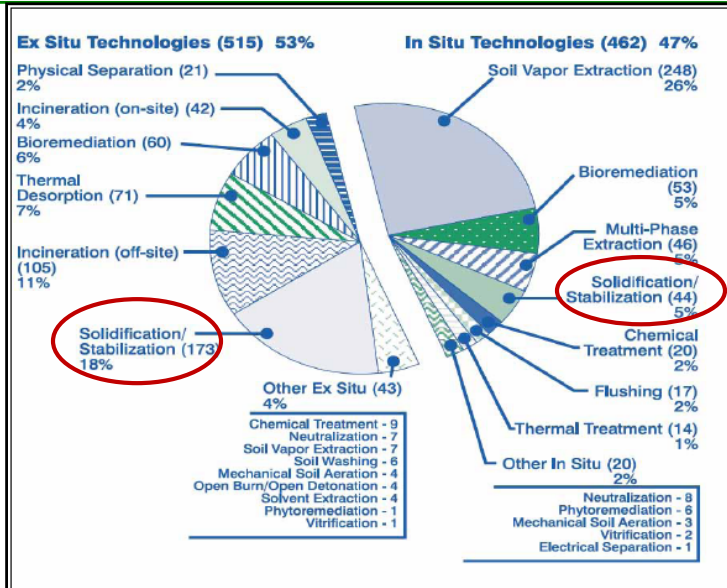 Ex Situ Technologies (515) 53%
Physical Separation (21)
2%
Incineration (on-site) (42)
4%
Bioremediation (60)
6%
Thermal
Desorption (71)
7%
Incineration (off-site)
(105)
11%
Solidification/
Stabilization (173)
18%
Other Ex Situ (43)
4%
Chemical Treatment - 9
Neutralization - 7
Soil Vapor Extraction - 7
Soil Washing - 6
Mechanical Soil Aeration - 4
Open Burn/Open Detonation - 4
Solvent Extraction - 4
Phytoremediation - 1
Vitrification - 1
In Situ Technologies (462) 47%
Soil Vapor Extraction (248)
26%
Bioremediation
(53)
5%
Multi-Phase
Extraction (46)
5%
Solidification/
Stabilization (44)
5%
Chemical
Treatment (20)
2%
Flushing (17)
2%
Thermal Treatment (14)
1%
Other In Situ (20)
2%
Neutralization - 8
Phytoremediation - 6
Mechanical Soil Aeration - 3
Vitrification - 2
Electrical Separation - 1